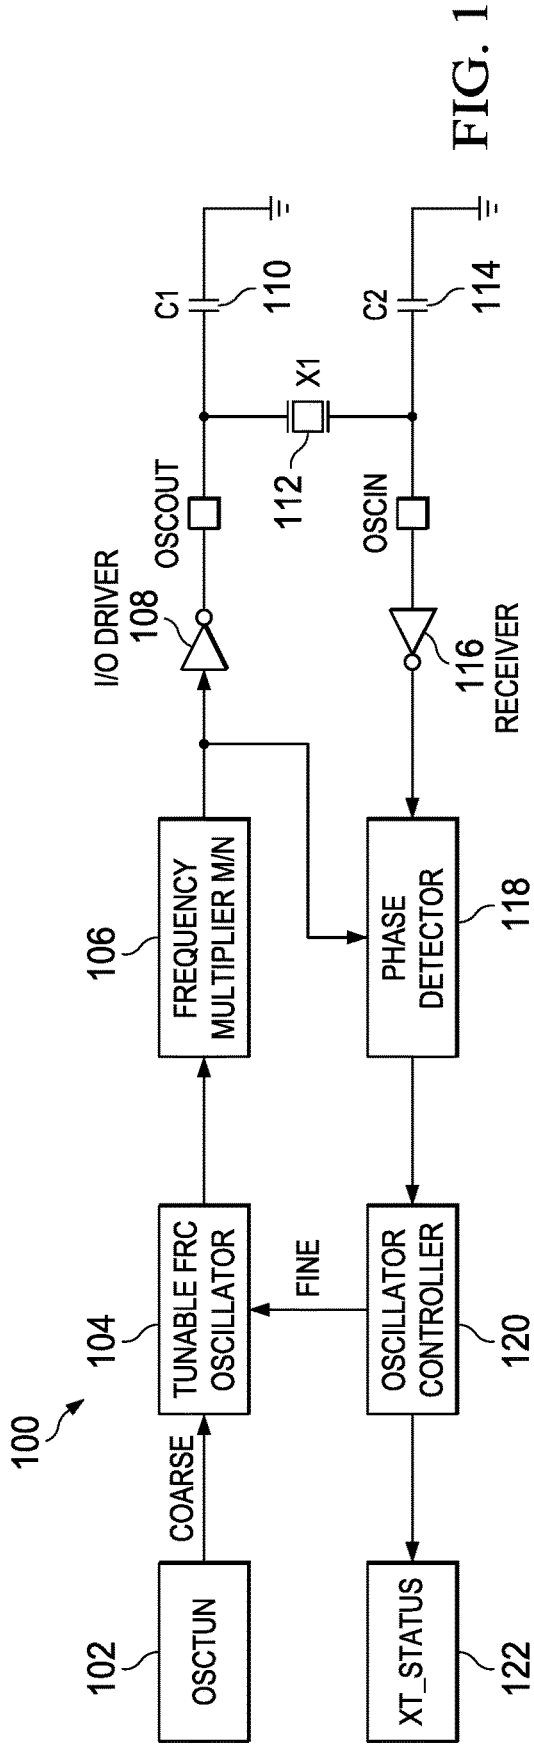 100
102
OSCTUN
COARSE
104
TUNABLE FRC
OSCILLATOR
106
FREQUENCY
MULTIPLIER M/N
I/O DRIVER
108
OSCOUT
C1
110
FINE
X1
112
122
XT_STATUS
120
OSCILLATOR
CONTROLLER
118
PHASE
DETECTOR
116
RECEIVER
OSCIN
C2
114
FIG. 1